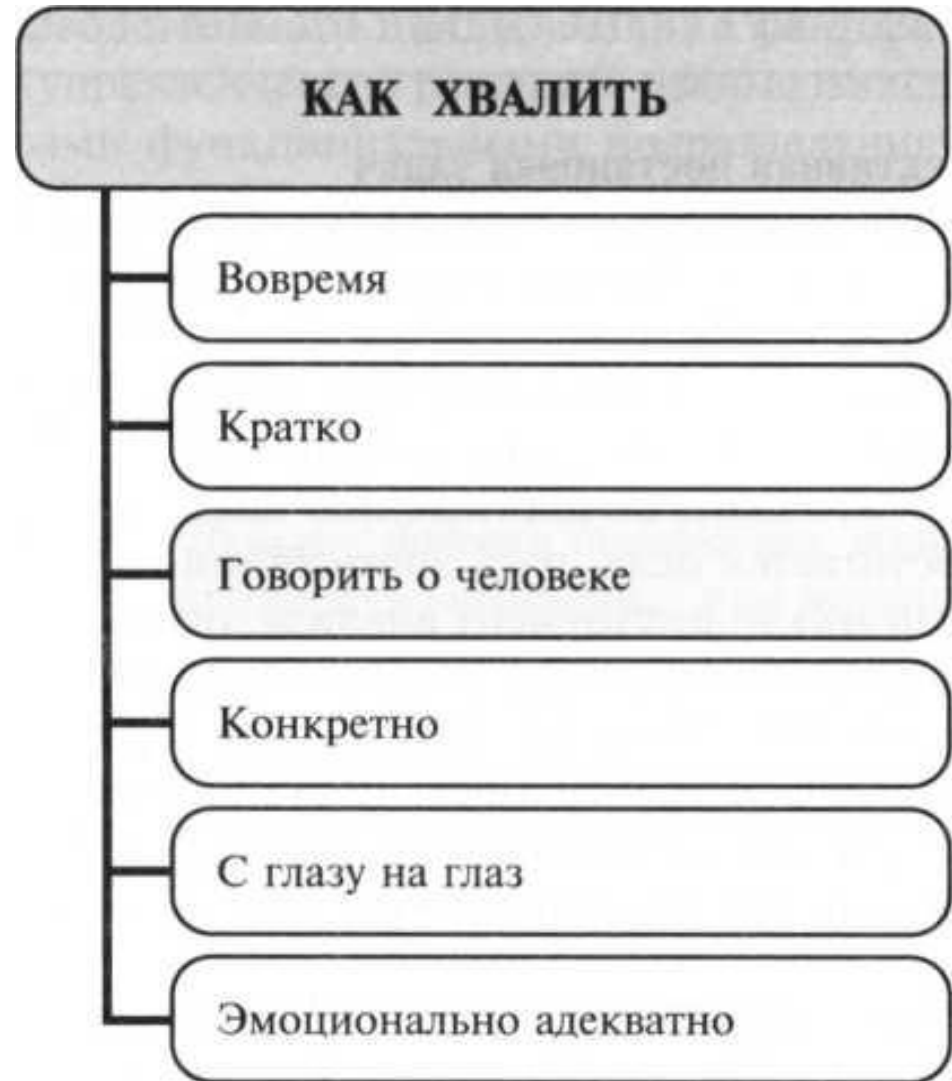 КАК ХВАЛИТЬ
Вовремя
Кратко
Говорить о человеке
Конкретно
С глазу на глаз
Эмоционально адекватно